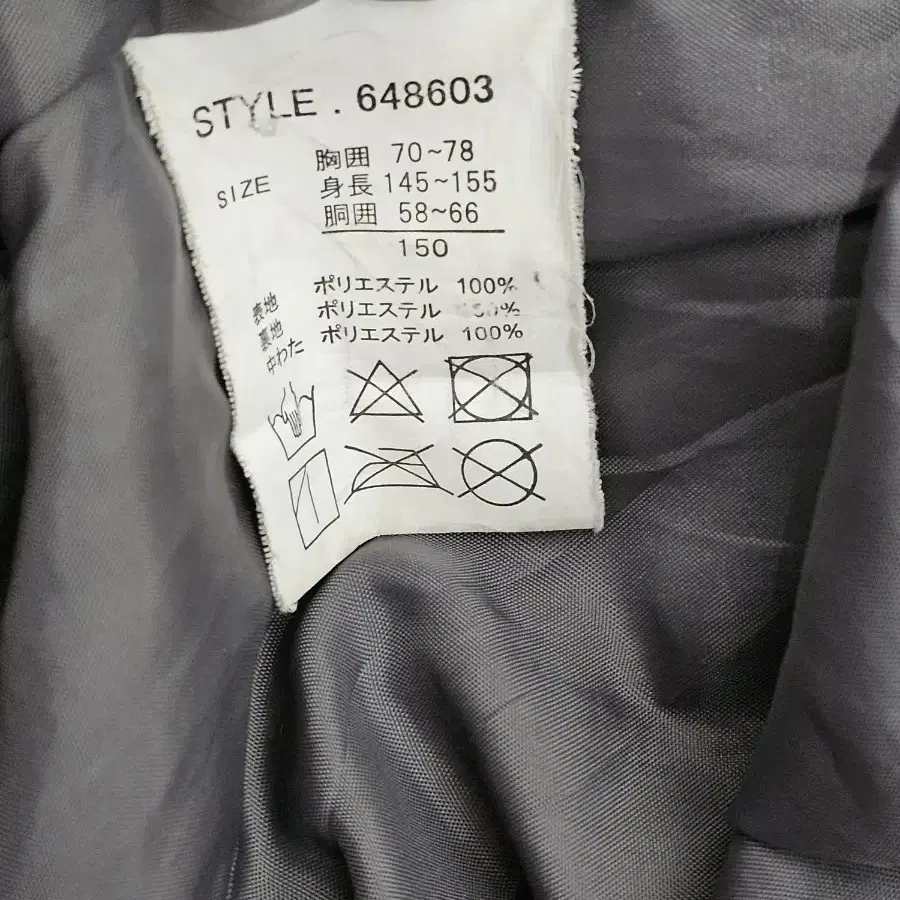 STYLE . 648603
SIZE
胸囲 70~78
身長 145~155
胴囲 58~66
150
表地 ポリエステル 100%
裏地 ポリエステル
中わた ポリエステル 100%